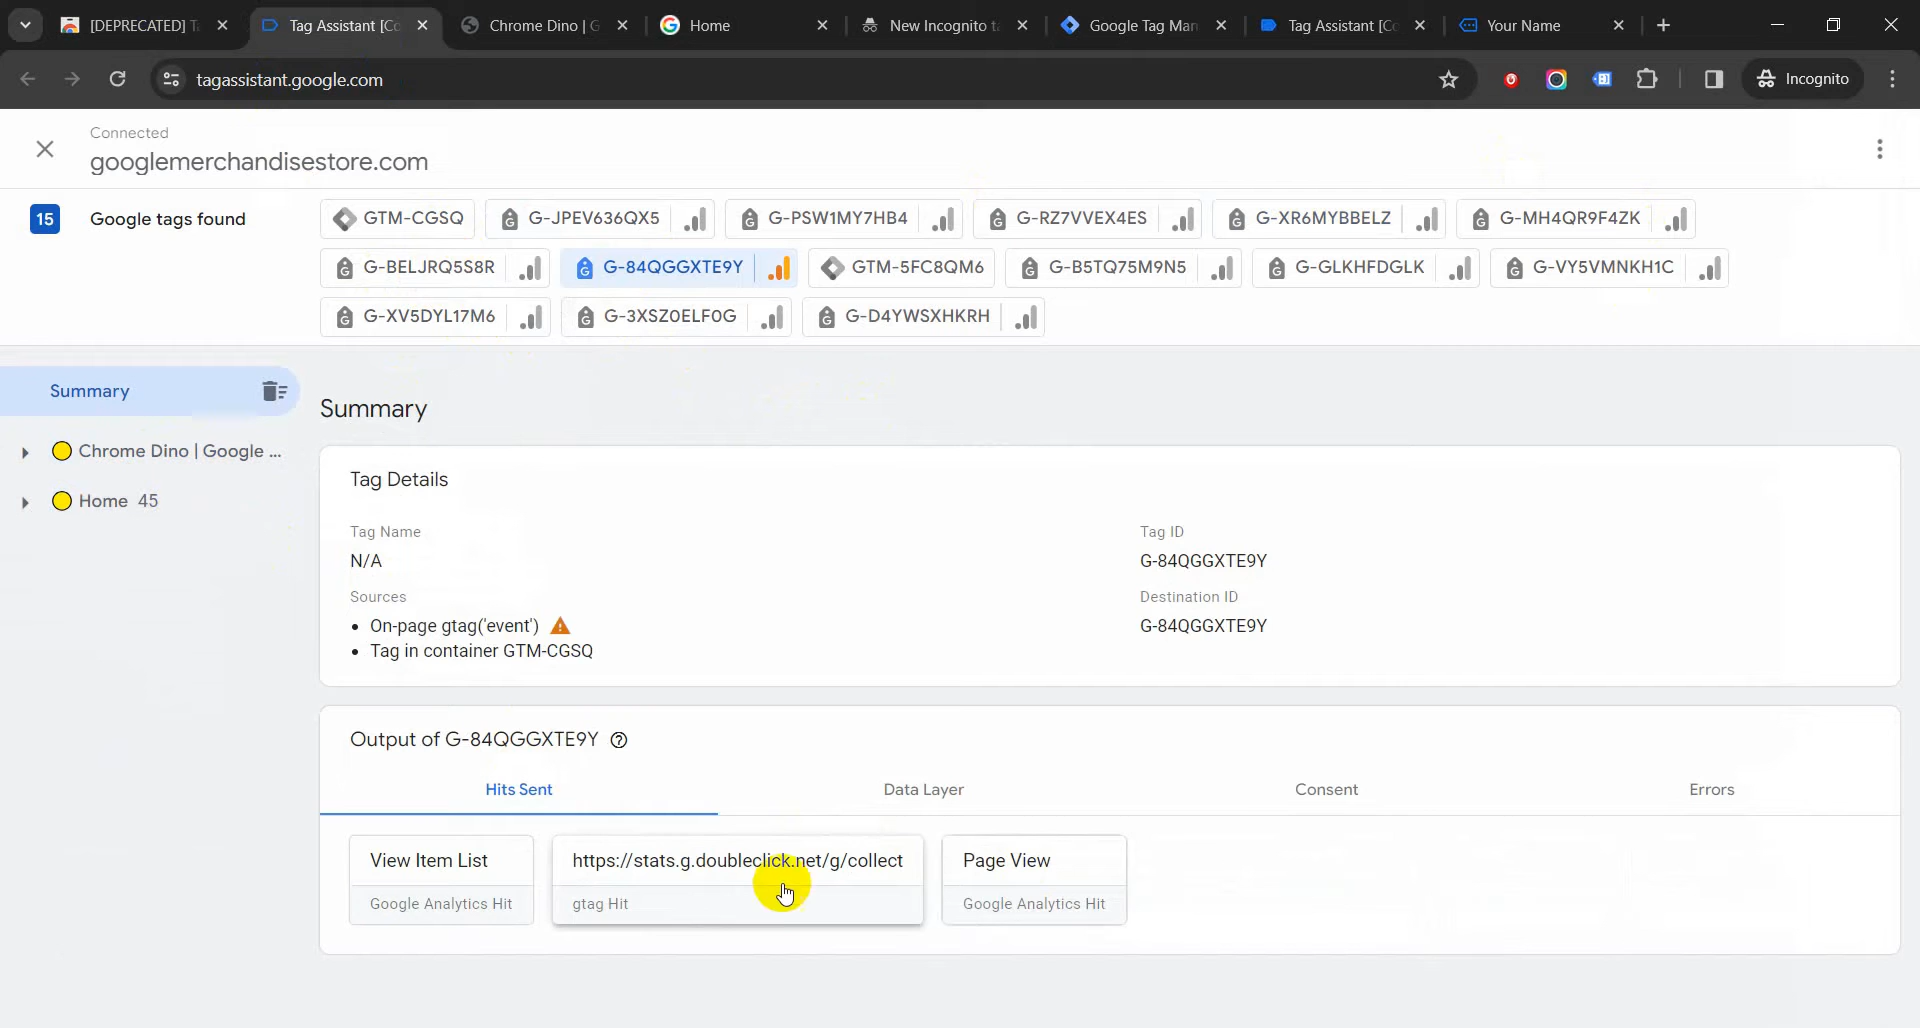 [DEPRECATED] T
Tag Assistant [Co
Chrome Dino | G
Home
New Incognito ta
Google Tag Man
Tag Assistant [Co
Your Name
tagassistant.google.com
Incognito
Connected
googlemerchandisestore.com
15 Google tags found
GTM-CGSQ
G-JPEV636QX5
G-PSW1MY7HB4
G-RZ7VVEX4ES
G-XR6MYBBELZ
G-MH4QR9F4ZK
G-BELJRQ5S8R
G-84QGGXTE9Y
GTM-5FC8QM6
G-B5TQ75M9N5
G-GLKHFDGLK
G-VY5VMNKH1C
G-XV5DYL17M6
G-3XSZ0ELF0G
G-D4YWSXHKRH
Summary
Chrome Dino | Google ...
Home 45
Summary
Tag Details
Tag Name
N/A
Tag ID
G-84QGGXTE9Y
Sources
On-page gtag('event')
Tag in container GTM-CGSQ
Destination ID
G-84QGGXTE9Y
Output of G-84QGGXTE9Y
Hits Sent
Data Layer
Consent
Errors
View Item List
Google Analytics Hit
https://stats.g.doubleclick.net/g/collect
gtag Hit
Page View
Google Analytics Hit